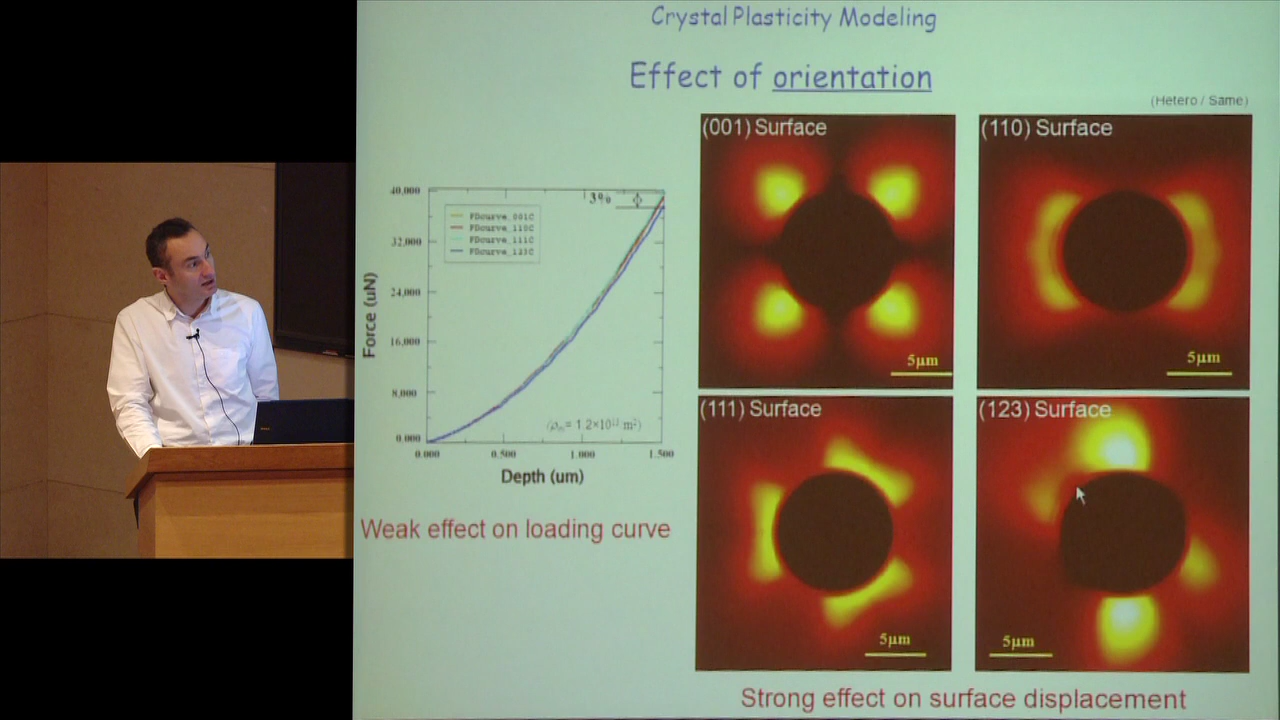 Crystal Plasticity Modeling
Effect of orientation
(Hetero / Same)
(001) Surface
5μm
(110) Surface
5μm
40,000
32,000
24,000
16,000
8,000
0.000
Force (uN)
3%
FDcurve_001C
FDcurve_110C
FDcurve_111C
FDcurve_123C
0.000 0.500 1.000 1.500
Depth (um)
Weak effect on loading curve
(111) Surface
5μm
(123) Surface
5μm
Strong effect on surface displacement